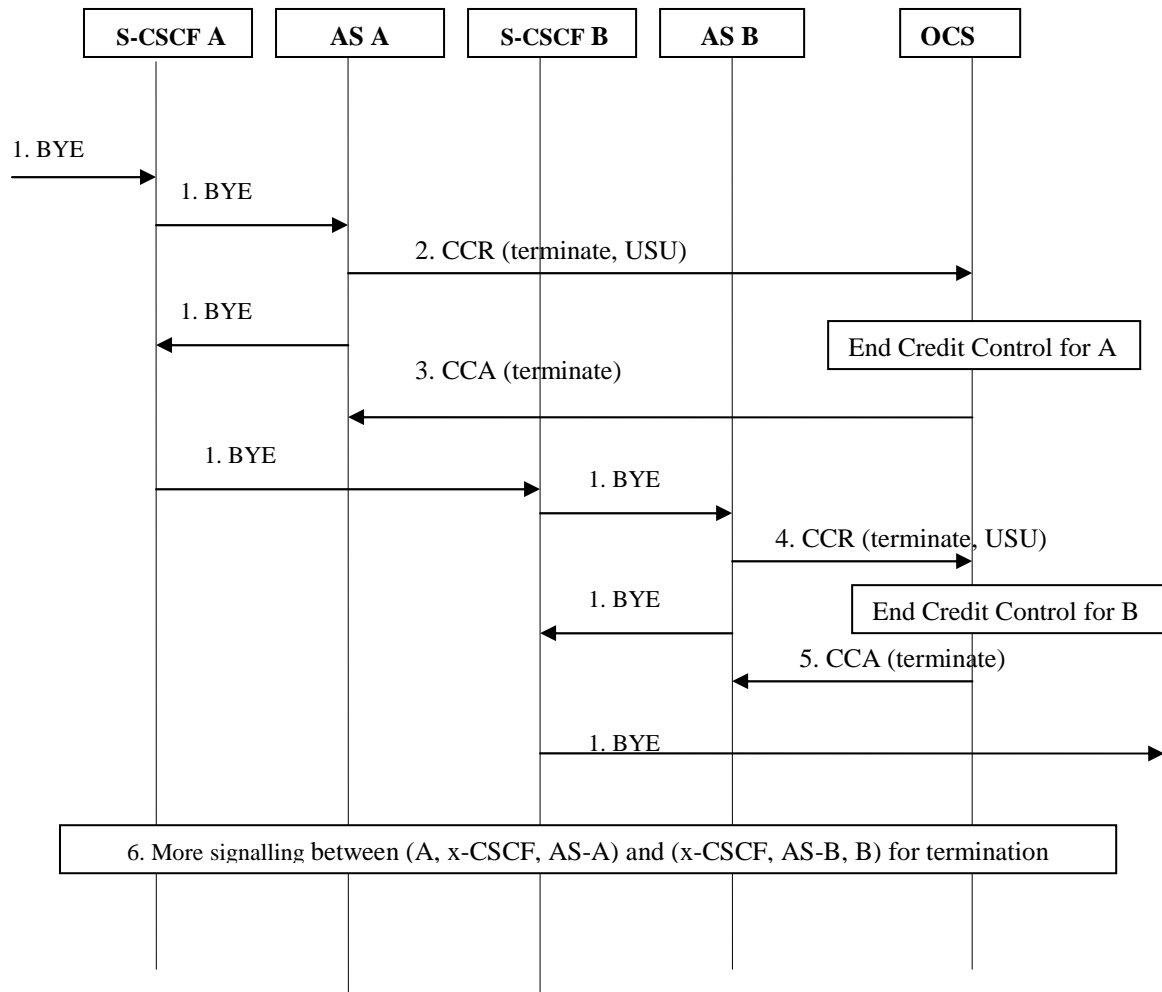 S-CSCF A
AS A
S-CSCF B
AS B
OCS
1. BYE
1. BYE
2. CCR (terminate, USU)
1. BYE
End Credit Control for A
3. CCA (terminate)
1. BYE
1. BYE
4. CCR (terminate, USU)
1. BYE
End Credit Control for B
5. CCA (terminate)
1. BYE
6. More signalling between (A, x-CSCF, AS-A) and (x-CSCF, AS-B, B) for termination